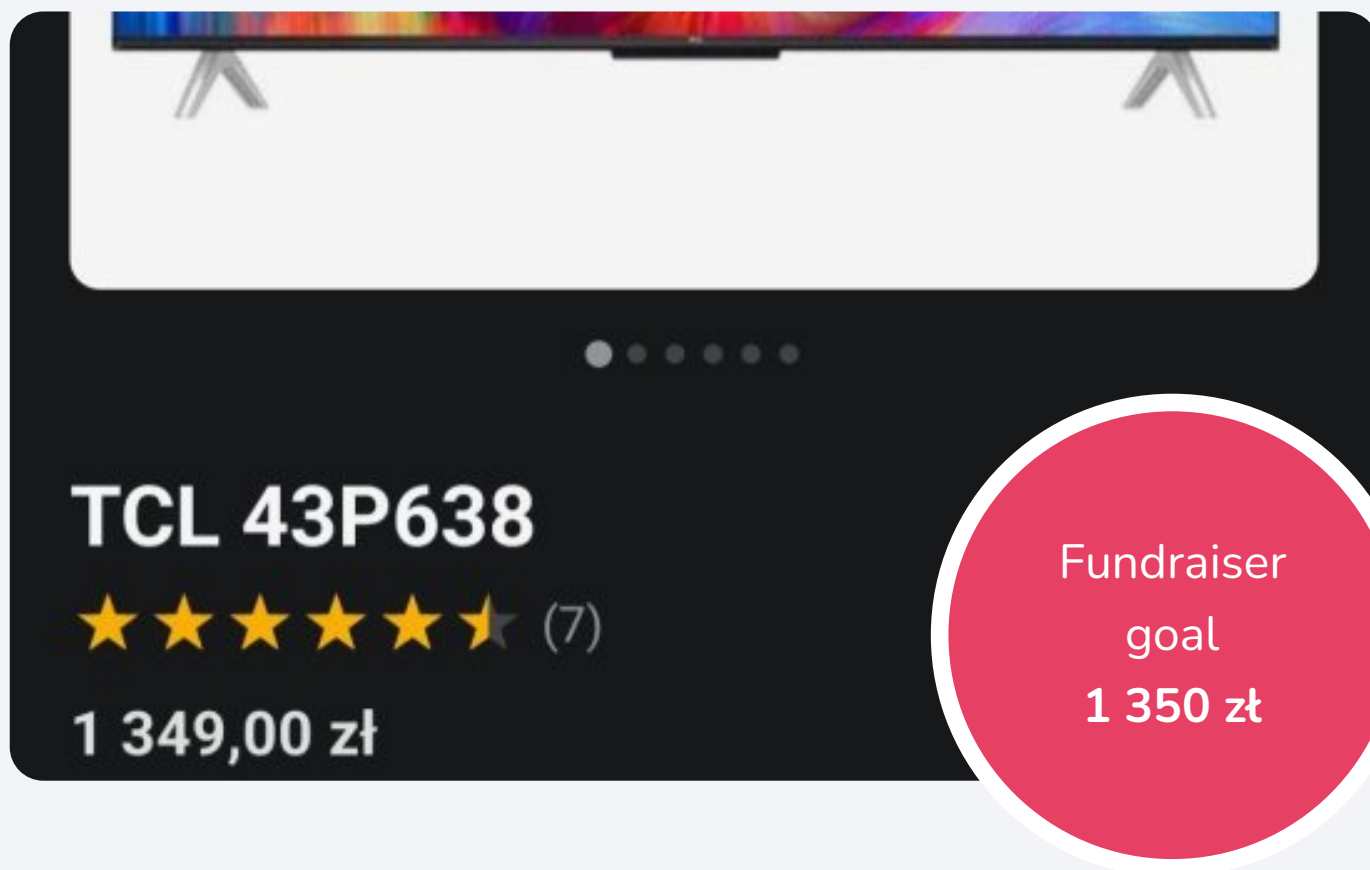 TCL 43P638
(7)
1 349,00 zł
Fundraiser
goal
1 350 zł